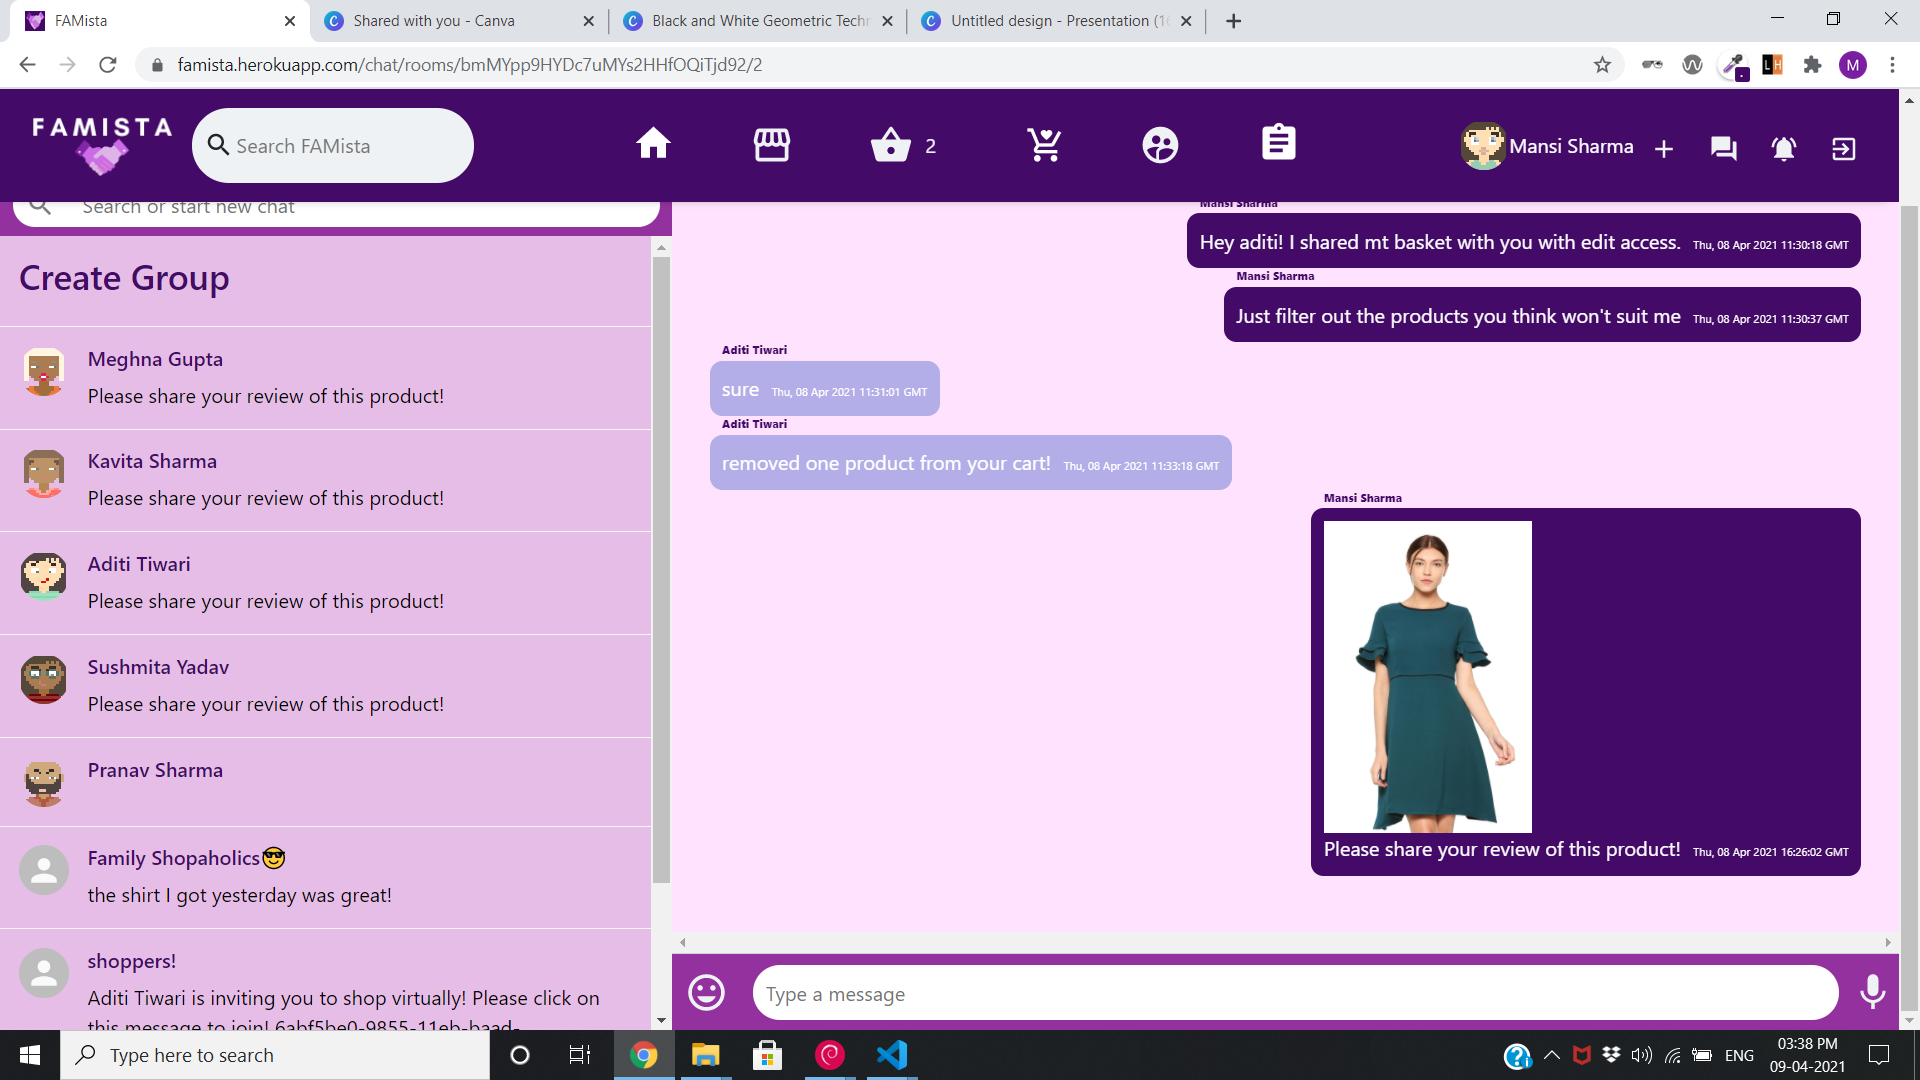 FAMista
Shared with you - Canva
Black and White Geometric Techn
Untitled design - Presentation (16
famista.herokuapp.com/chat/rooms/bmMYpp9HYDc7uMYs2HHfOQiTjd92/2
LH
M
FAMISTA
Search FAMista
2
Mansi Sharma
Search or start new chat
Create Group
Meghna Gupta
Please share your review of this product!
Kavita Sharma
Please share your review of this product!
Aditi Tiwari
Please share your review of this product!
Sushmita Yadav
Please share your review of this product!
Pranav Sharma
Family Shopaholics😎
the shirt I got yesterday was great!
shoppers!
Aditi Tiwari is inviting you to shop virtually! Please click on
this message to join! 6abf5be0-9855-11eb-baad-
Mansi Sharma
Hey aditi! I shared mt basket with you with edit access. Thu, 08 Apr 2021 11:30:18 GMT
Mansi Sharma
Just filter out the products you think won't suit me Thu, 08 Apr 2021 11:30:37 GMT
Aditi Tiwari
sure Thu, 08 Apr 2021 11:31:01 GMT
Aditi Tiwari
removed one product from your cart! Thu, 08 Apr 2021 11:33:18 GMT
Mansi Sharma
Please share your review of this product! Thu, 08 Apr 2021 16:26:02 GMT
Type a message
Type here to search
ENG
03:38 PM
09-04-2021